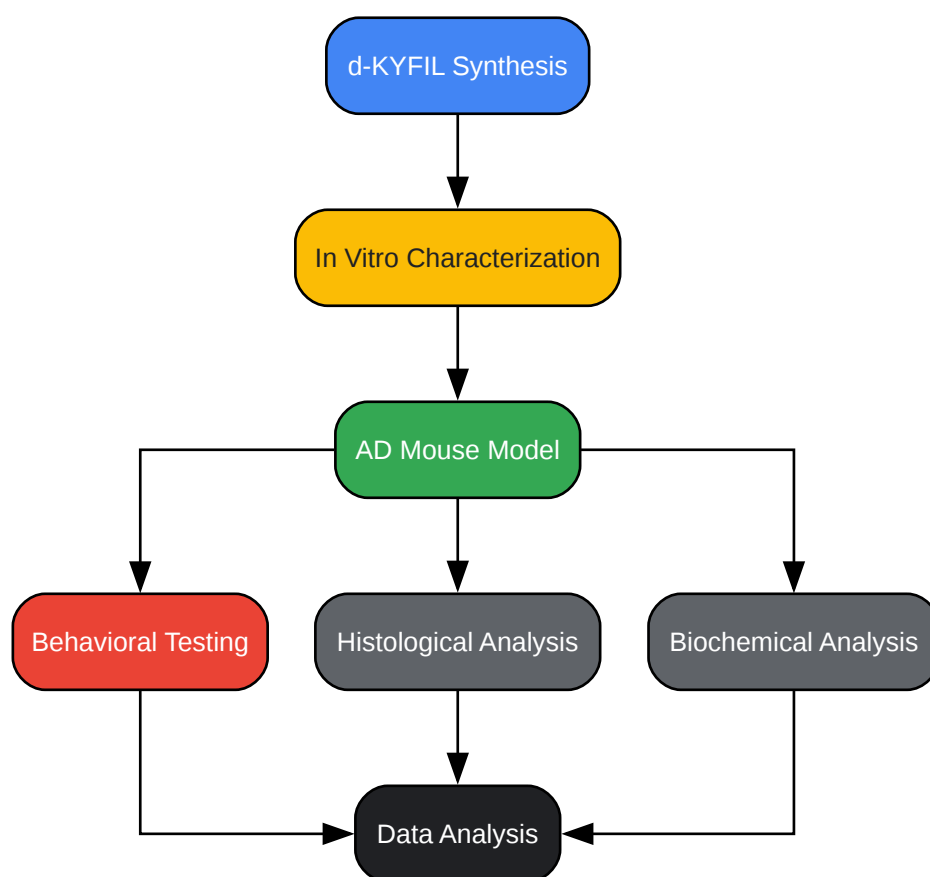 d-KYFIL Synthesis
In Vitro Characterization
AD Mouse Model
Behavioral Testing
Histological Analysis
Biochemical Analysis
Data Analysis